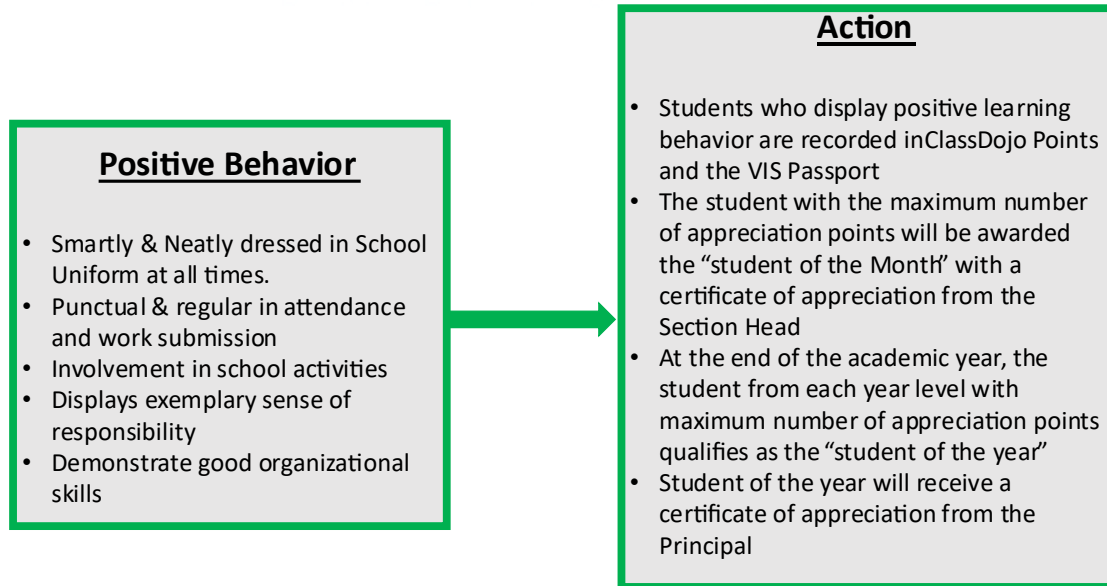 Positive Behavior
• Smartly & Neatly dressed in School
Uniform at all times.
• Punctual & regular in attendance
and work submission
• Involvement in school activities
• Displays exemplary sense of
responsibility
• Demonstrate good organizational
skills
Action
• Students who display positive learning
behavior are recorded inClassDojo Points
and the VIS Passport
• The student with the maximum number
of appreciation points will be awarded
the “student of the Month” with a
certificate of appreciation from the
Section Head
• At the end of the academic year, the
student from each year level with
maximum number of appreciation points
qualifies as the “student of the year”
• Student of the year will receive a
certificate of appreciation from the
Principal